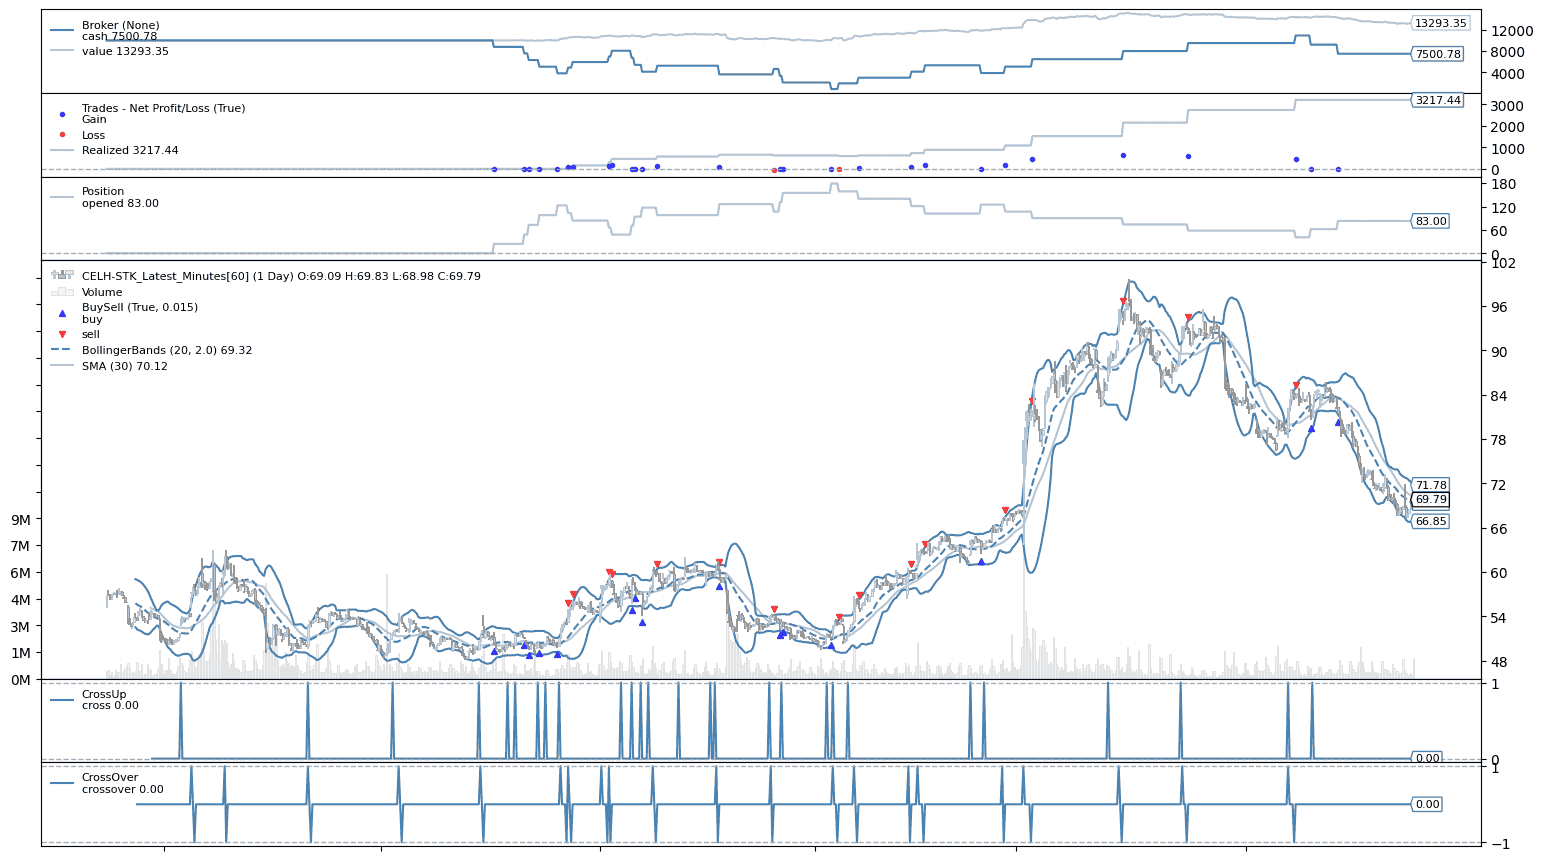 Broker (None)
cash 7500.78
value 13293.35
13293.35
12000
8000
7500.78
4000
Trades - Net Profit/Loss (True)
Gain
Loss
Realized 3217.44
3217.44
3000
2000
1000
0
Position
opened 83.00
180
120
83.00
60
0
CELH-STK_Latest_Minutes[60] (1 Day) O:69.09 H:69.83 L:68.98 C:69.79
Volume
BuySell (True, 0.015)
buy
sell
BollingerBands (20, 2.0) 69.32
SMA (30) 70.12
102
96
90
84
78
72
66
60
54
48
71.78
69.79
66.85
9M
7M
6M
4M
3M
1M
0M
CrossUp
cross 0.00
1
0
0.00
CrossOver
crossover 0.00
1
0.00
−1